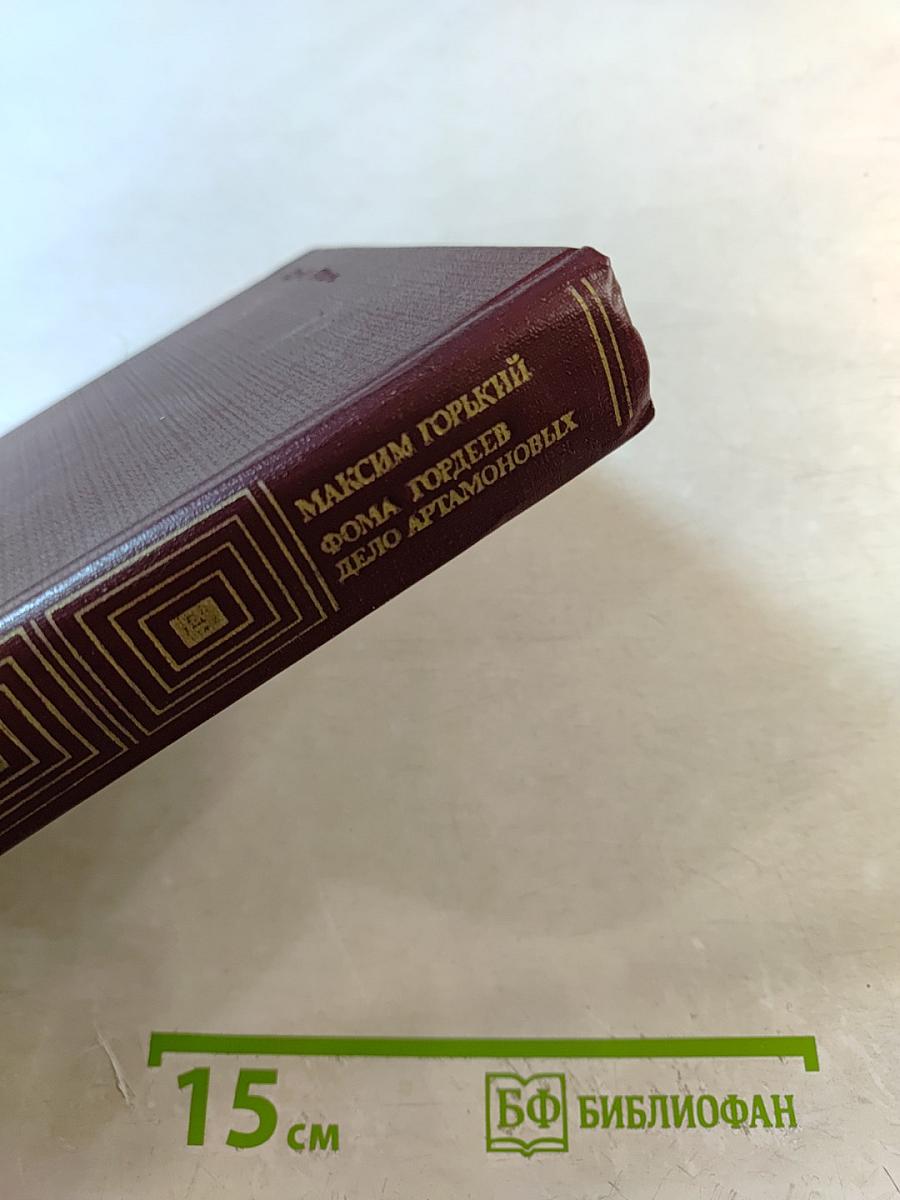 МАКСИМ ГОРЬКИЙ
ФОМА ГОРДЕЕВ
ДЕЛО АРТАМОНОВЫХ
15 см
БФ БИБЛИОФАН